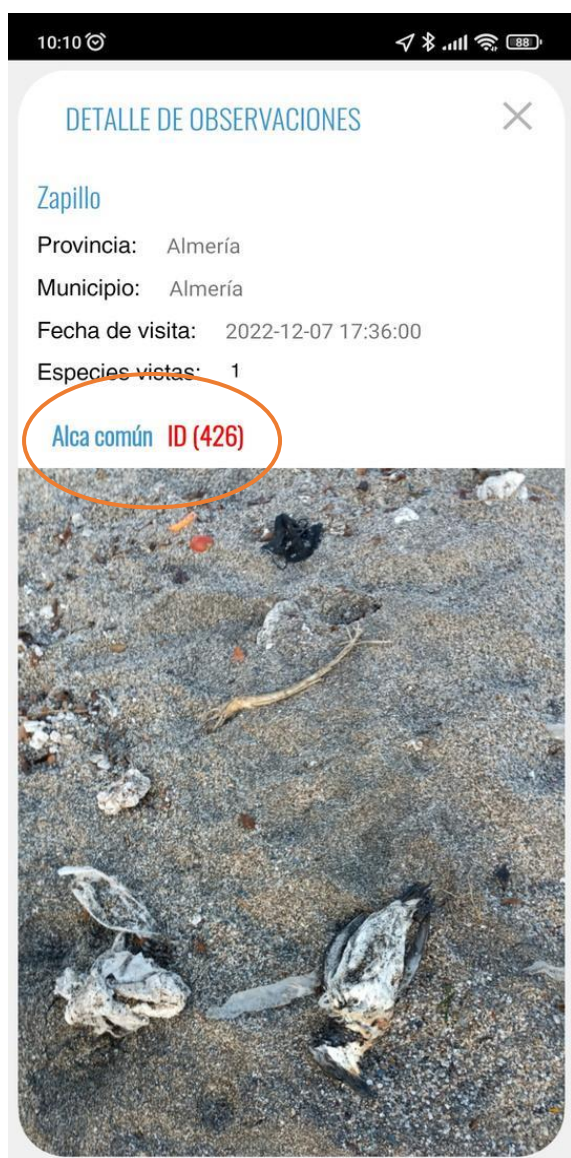 10:10 88
DETALLE DE OBSERVACIONES
Zapillo
Provincia: Almería
Municipio: Almería
Fecha de visita: 2022-12-07 17:36:00
Especies vistas: 1
Alca común ID (426)